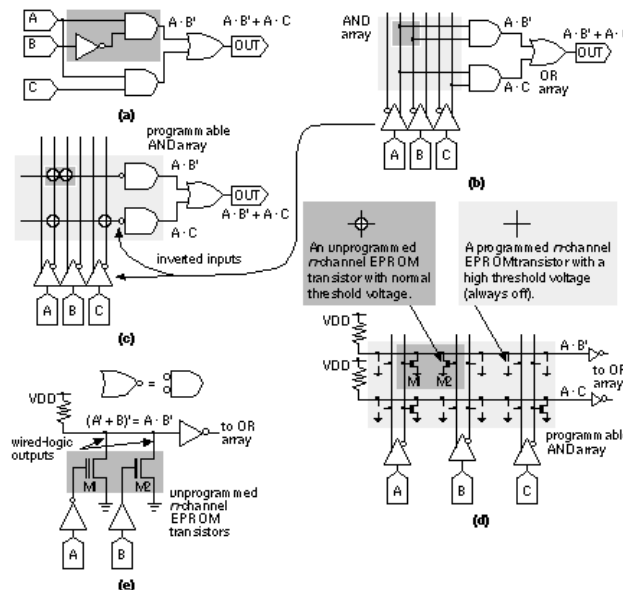 A
B
C
A · B'
A · B' + A · C
OUT
A · C
(a)
AND
array
A · B'
A · B' + A · C
OUT
OR
array
A · C
A
B
C
(b)
programmable
AND array
A · B'
OUT
A · B' + A · C
A · C
inverted inputs
A
B
C
(c)
An unprogrammed
n-channel EPROM
transistor with normal
threshold voltage.
A programmed n-channel
EPROM transistor with a
high threshold voltage
(always off).
VDD
A · B'
M1
M2
to OR
array
VDD
A · C
programmable
AND array
A
B
C
(d)
=
VDD
(A' + B)' = A · B'
to OR
array
wired-logic
outputs
M1
M2
unprogrammed
n-channel
EPROM
transistors
A
B
(e)